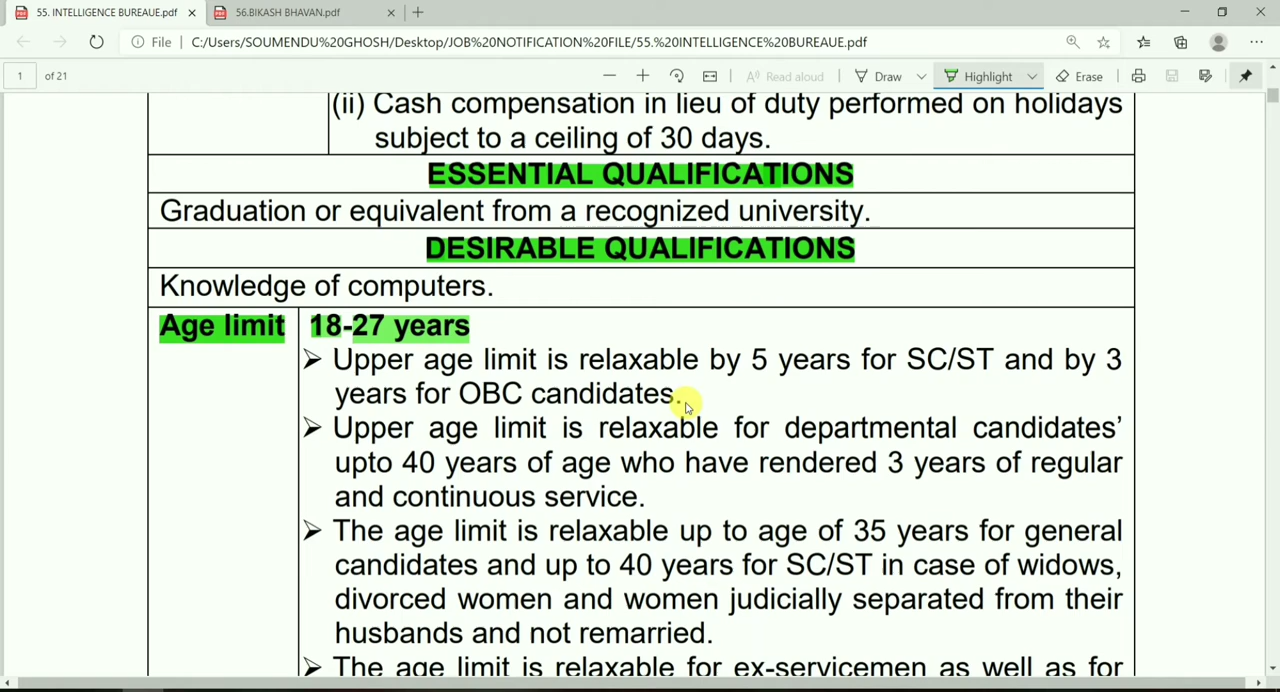 55. INTELLIGENCE BUREAUE.pdf
56.BIKASH BHAVAN.pdf
File
C:/Users/SOUMENDU%20GHOSH/Desktop/JOB%20NOTIFICATION%20FILE/55.%20INTELLIGENCE%20BUREAUE.pdf
1 of 21
Read aloud
Draw
Highlight
Erase
(ii) Cash compensation in lieu of duty performed on holidays
subject to a ceiling of 30 days.
ESSENTIAL QUALIFICATIONS
Graduation or equivalent from a recognized university.
DESIRABLE QUALIFICATIONS
Knowledge of computers.
Age limit
18-27 years
➢ Upper age limit is relaxable by 5 years for SC/ST and by 3
years for OBC candidates.
➢ Upper age limit is relaxable for departmental candidates’
upto 40 years of age who have rendered 3 years of regular
and continuous service.
➢ The age limit is relaxable up to age of 35 years for general
candidates and up to 40 years for SC/ST in case of widows,
divorced women and women judicially separated from their
husbands and not remarried.
➢ The age limit is relaxable for ex-servicemen as well as for